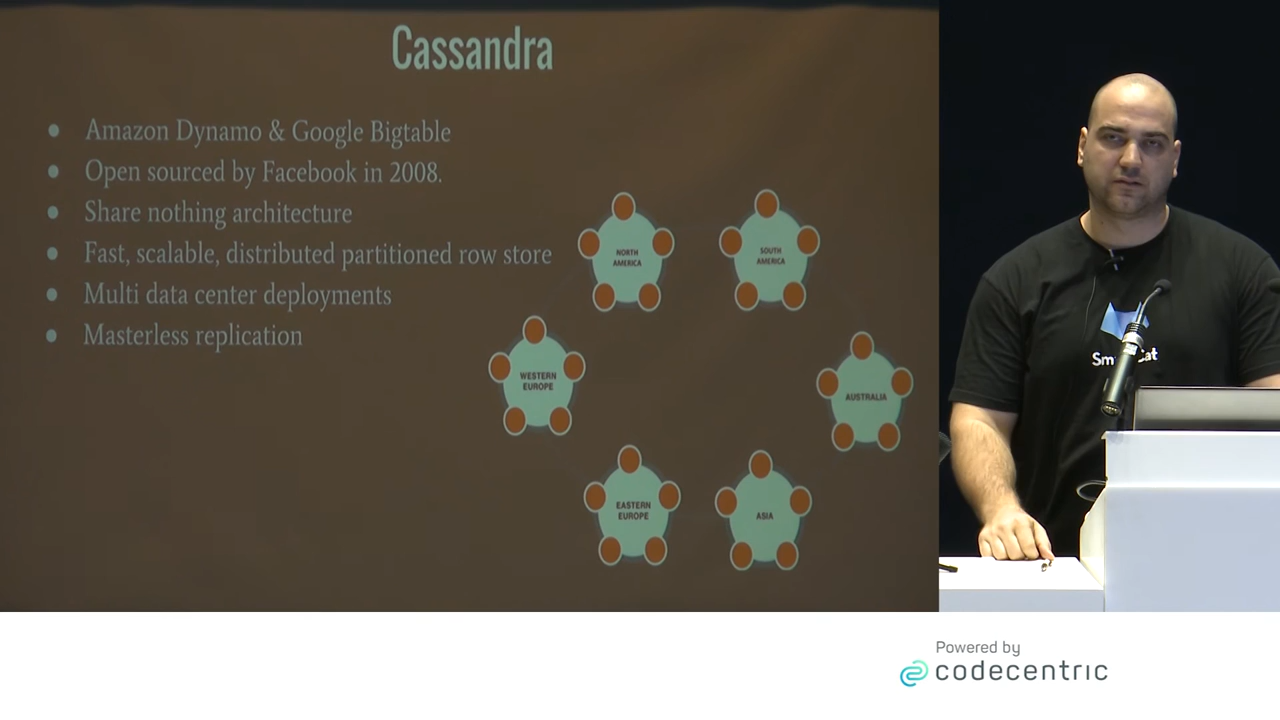 Cassandra
Amazon Dynamo & Google Bigtable
Open sourced by Facebook in 2008.
Share nothing architecture
Fast, scalable, distributed partitioned row store
Multi data center deployments
Masterless replication
NORTH
AMERICA
SOUTH
AMERICA
WESTERN
EUROPE
AUSTRALIA
EASTERN
EUROPE
ASIA
Powered by
codecentric